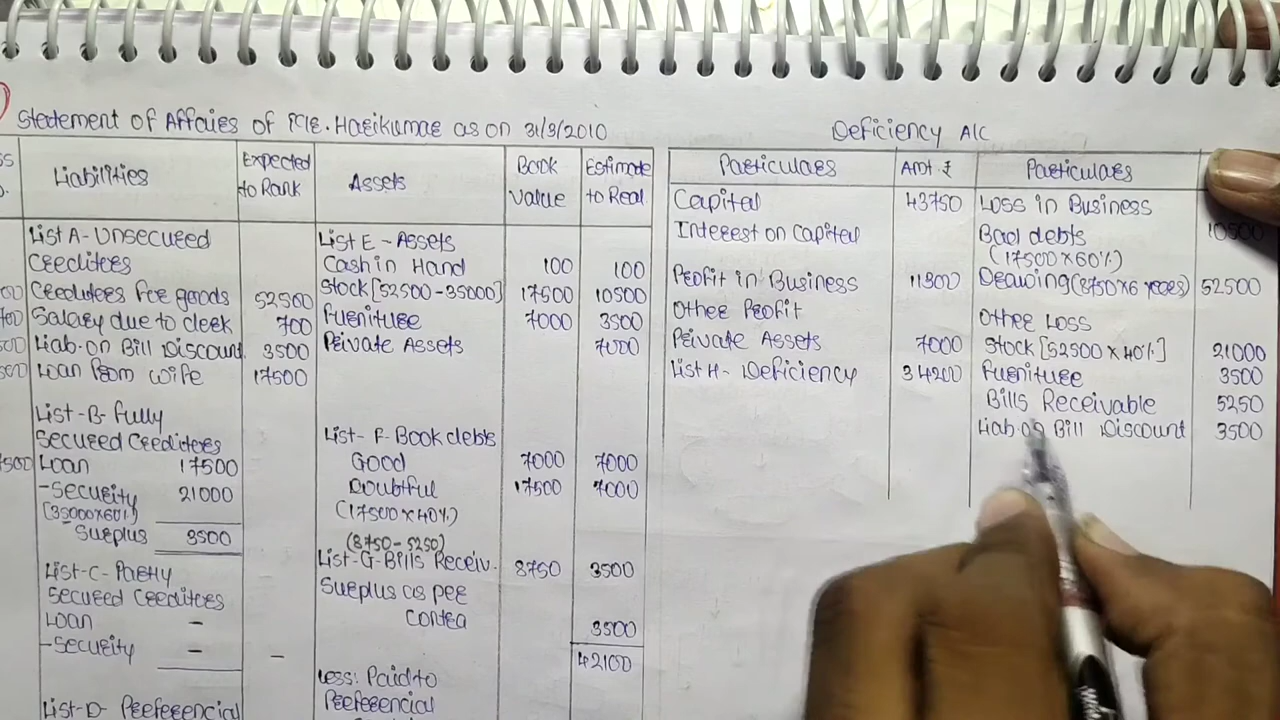 Statement of Affairs of Mr. Harikumar as on 31/3/2010
Liabilities
Expected
to Rank
Assets
Book
Value
Estimate
to Real
List A - Unsecured
Creditors
Creditors for goods 52500
Salary due to clerk 700
Liab. on Bill Discount 3500
Loan from wife 17500
List-B- Fully
Secured Creditors
Loan 17500
-Security 21000
(35000x60%)
Surplus 3500
List-C- Partly
Secured Creditors
Loan -
-Security - -
List-D- Preferencial
List E - Assets
Cash in Hand 100 100
Stock [52500-35000] 17500 10500
Furniture 7000 3500
Private Assets 7000
List- F- Book debts
Good 7000 7000
Doubtful 17500 7000
(17500x40%)
(8750-5250)
List-G-Bills Receiv. 8750 3500
Surplus as per
Contra 3500
42100
Less: Paid to
Preferencial
Deficiency A/C
Particulars Amt. ₹ Particulars
Capital 43750
Interest on Capital
Profit in Business 11300
Other Profit
Private Assets 7000
List H- Deficiency 34200
Loss in Business
Bad debts 10500
(17500x60%)
Drawing (8750x6 years) 52500
Other Loss
Stock [52500x40%] 21000
Furniture 3500
Bills Receivable 5250
Liab. on Bill Discount 3500